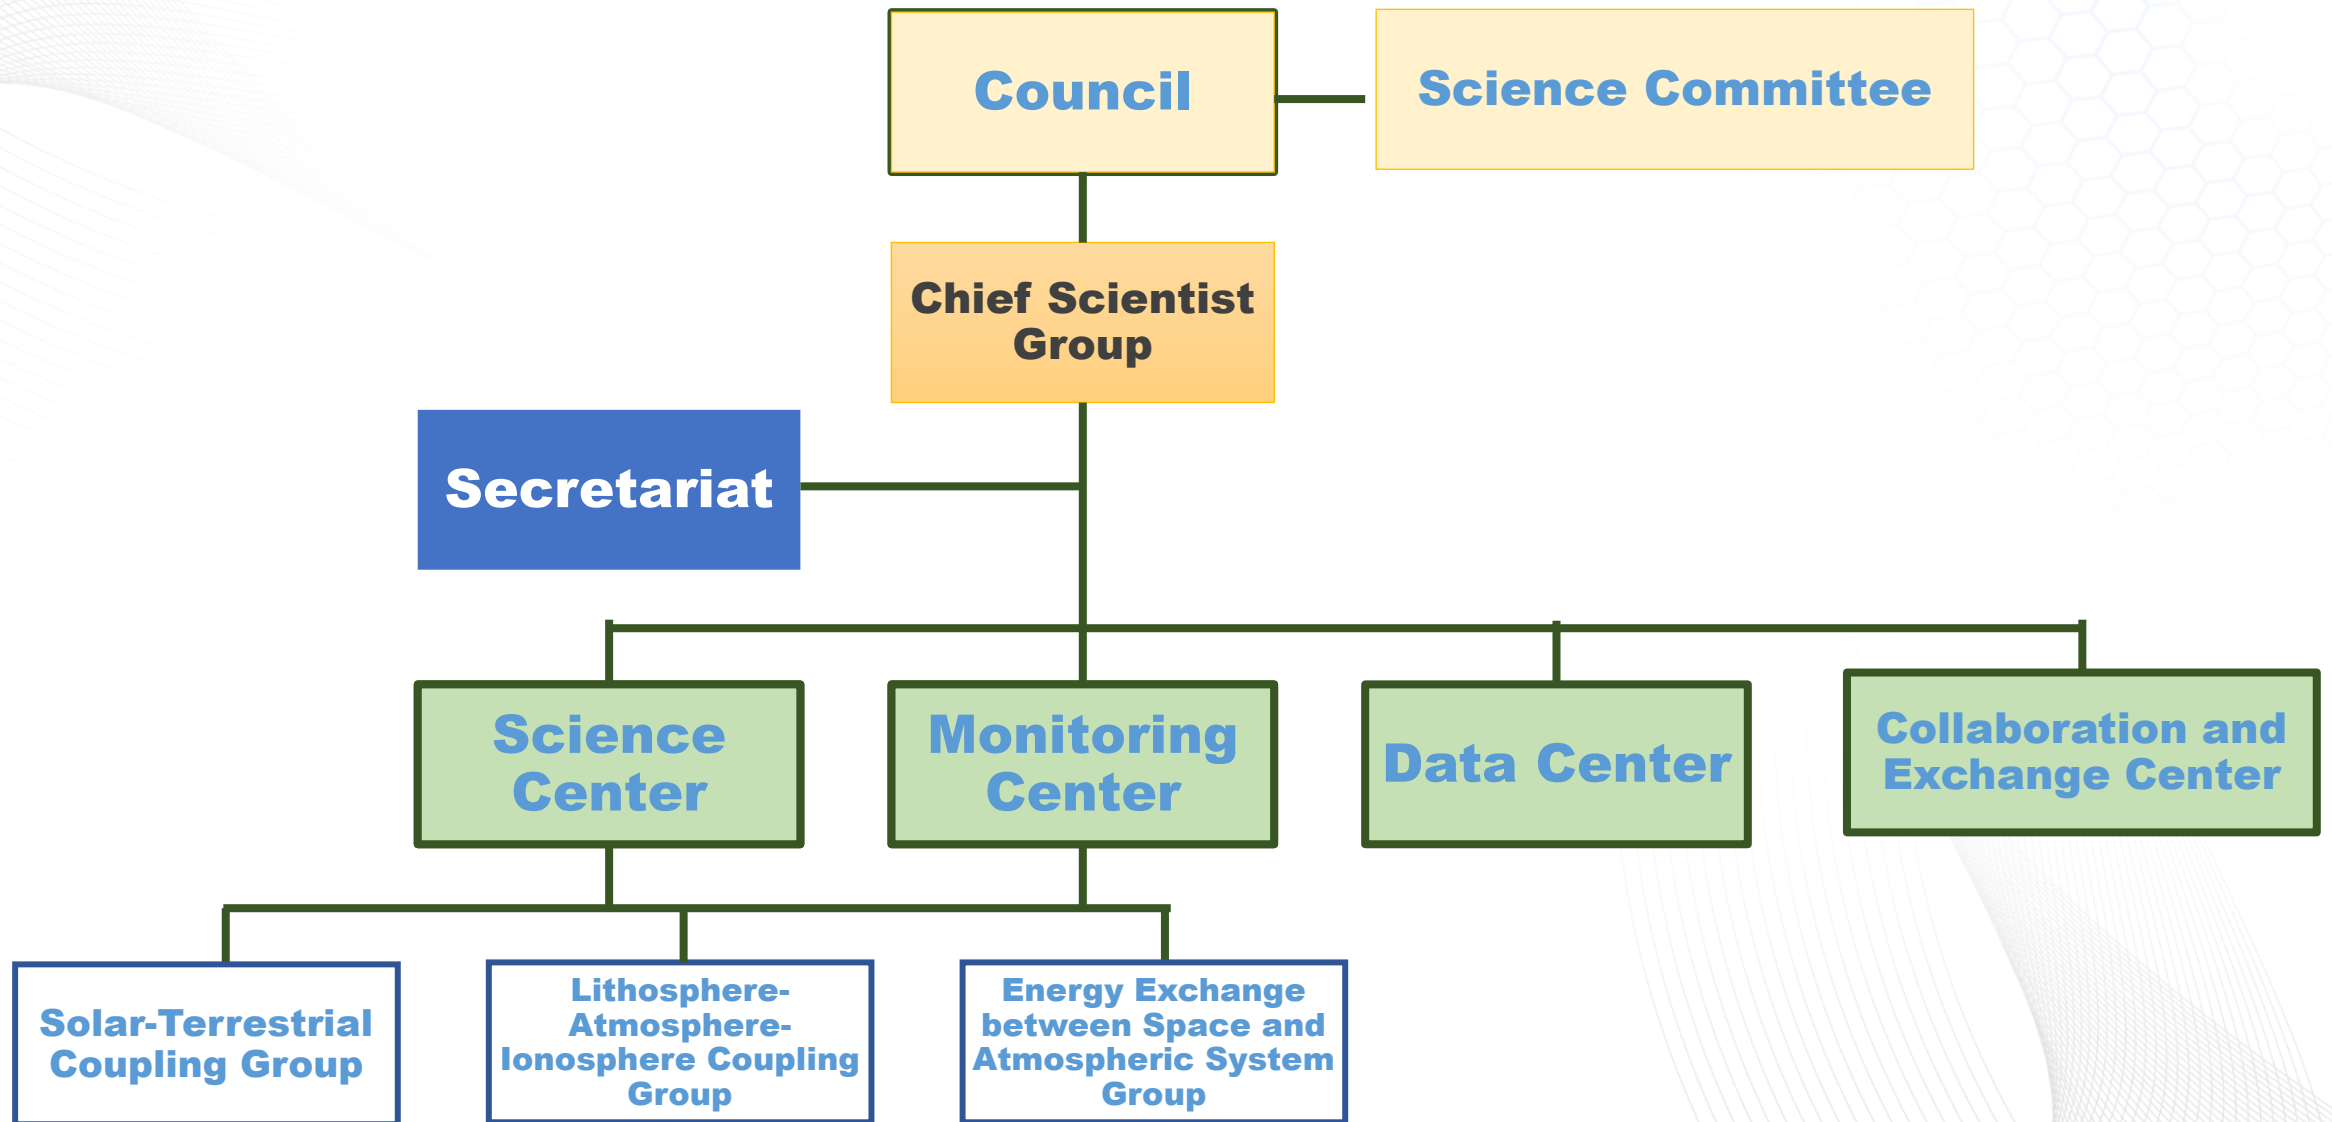 Council
Science Committee
Chief Scientist
Group
Secretariat
Science
Center
Monitoring
Center
Data Center
Collaboration and
Exchange Center
Solar-Terrestrial
Coupling Group
Lithosphere-
Atmosphere-
Ionosphere Coupling
Group
Energy Exchange
between Space and
Atmospheric System
Group